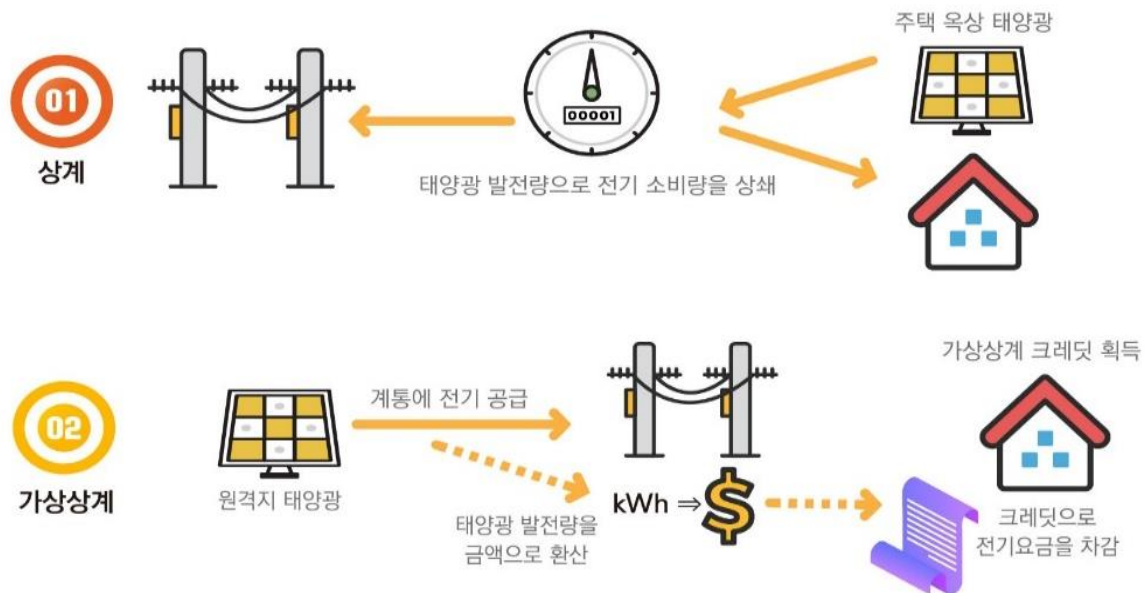 01
상계
00001
태양광 발전량으로 전기 소비량을 상쇄
주택 옥상 태양광
02
가상상계
원격지 태양광
계통에 전기 공급
태양광 발전량을
금액으로 환산
kWh ⇒ $
가상상계 크레딧 획득
크레딧으로
전기요금을 차감